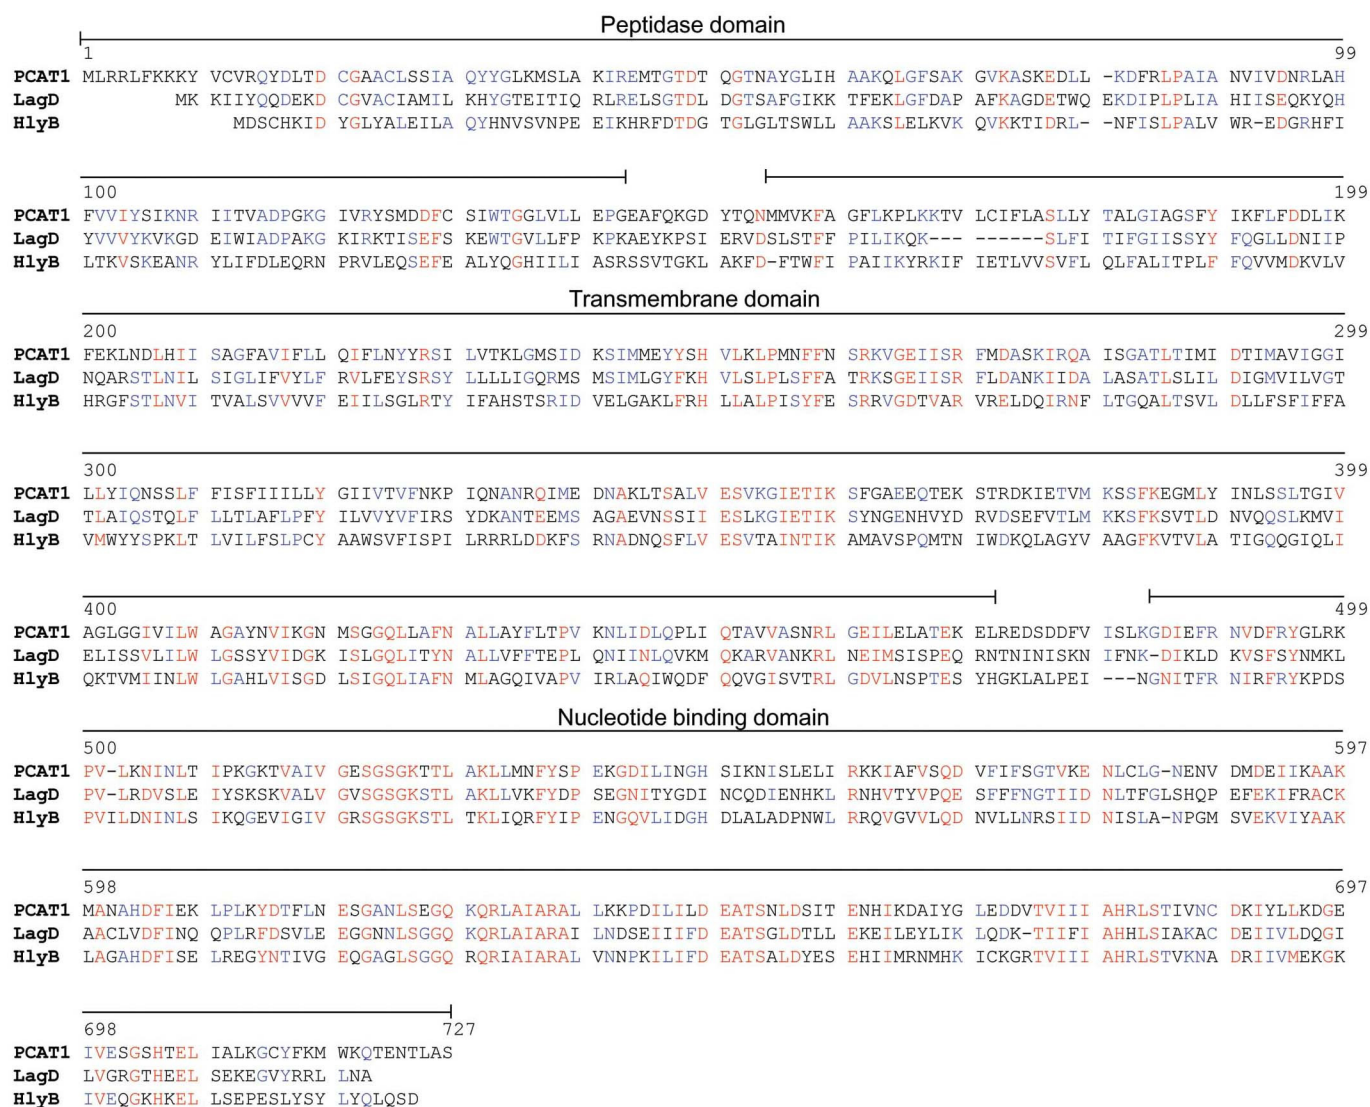 Peptidase domain
1 99
PCAT1 MLRRLFKKKY VCVRQYDLTD CGAACLSSIA QYYGLKMSLA KIREMTGTDT QGTNAYGLIH AAKQLGFSAK GVKASKEDLL -KDFRLPAIA NVIVDNRLAH
LagD MK KIIYQQDEKD CGVACIAMIL KHYGTEITIQ RLRELSGTDL DGTSAFGIKK TFEKLGFDAP AFKAGDETWQ EKDIPLPLIA HIISEQKYQH
HlyB MDSCHKID YGLYALEILA QYHNVSVNPE EIKHRFDTDG TGLGLTSWLL AAKSLELKVK QVKKTIDRL- -NFISLPALV WR-EDGRHFI
100 199
PCAT1 FVVIYSIKNR IITVADPGKG IVRYSMDDFC SIWTGGLVLL EPGEAFQKGD YTQNMMVKFA GFLKPLKKTV LCIFLASLLY TALGIAGSFY IKFLFDDLIK
LagD YVVVYKVKGD EIWIADPAKG KIRKTISEFS KEWTGVLLFP KPKAEYKPSI ERVDSLSTFF PILIKQK--- ------SLFI TIFGIISSYY FQGLLDNIIP
HlyB LTKVSKEANR YLIFDLEQRN PRVLEQSEFE ALYQGHIILI ASRSSVTGKL AKFD-FTWFI PAIIKYRKIF IETLVVSVFL QLFALITPLF FQVVMDKVLV
Transmembrane domain
200 299
PCAT1 FEKLNDLHII SAGFAVIFLL QIFLNYYRSI LVTKLGMSID KSIMMEYYSH VLKLPMNFFN SRKVGEIISR FMDASKIRQA ISGATLTIMI DTIMAVIGGI
LagD NQARSTLNIL SIGLIFVYLF RVLFEYSRSY LLLLIGQRMS MSIMLGYFKH VLSLPLSFFA TRKSGEIISR FLDANKIIDA LASATLSLIL DIGMVILVGT
HlyB HRGFSTLNVI TVALSVVVVF EIILSGLRTY IFAHSTSRID VELGAKLFRH LLALPISYFE SRRVGDTVAR VRELDQIRNF LTGQALTSVL DLLFSFIFFA
300 399
PCAT1 LLYIQNSSLF FISFIIILLY GIIVTVFNKP IQNANRQIME DNAKLTSALV ESVKGIETIK SFGAEEQTEK STRDKIETVM KSSFKEGMLY INLSSLTGIV
LagD TLAIQSTQLF LLTLAFLPFY ILVVYVFIRS YDKANTEEMS AGAEVNSSII ESLKGIETIK SYNGENHVYD RVDSEFVTLM KKSFKSVTLD NVQQSLKMVI
HlyB VMWYYSPKLT LVILFSLPCY AAWSVFISPI LRRRLDDKFS RNADNQSFLV ESVTAINTIK AMAVSPQMTN IWDKQLAGYV AAGFKVTVLA TIGQQGIQLI
400 499
PCAT1 AGLGGIVILW AGAYNVIKGN MSGGQLLAFN ALLAYFLTPV KNLIDLQPLI QTAVVASNRL GEILELATEK ELREDSDDFV ISLKGDIEFR NVDFRYGLRK
LagD ELISSVLILW LGSSYVIDGK ISLGQLITYN ALLVFFTEPL QNIINLQVKM QKARVANKRL NEIMSISPEQ RNTNINISKN IFNK-DIKLD KVSFSYNMKL
HlyB QKTVMIINLW LGAHLVISGD LSIGQLIAFN MLAGQIVAPV IRLAQIWQDF QQVGISVTRL GDVLNSPTES YHGKLALPEI ---NGNITFR NIRFRYKPDS
Nucleotide binding domain
500 597
PCAT1 PV-LKNINLT IPKGKTVAIV GESGSGKTTL AKLLMNFYSP EKGDILINGH SIKNISLELI RKKIAFVSQD VFIFSGTVKE NLCLG-NENV DMDEIIKAAK
LagD PV-LRDVSLE IYSKSKVALV GVSGSGKSTL AKLLVKFYDP SEGNITYGDI NCQDIENHKL RNHVTYVPQE SFFFNGTIID NLTFGLSHQP EFEKIFRACK
HlyB PVILDNINLS IKQGEVIGIV GRSGSGKSTL TKLIQRFYIP ENGQVLIDGH DLALADPNWL RRQVGVVLQD NVLLNRSIID NISLA-NPGM SVEKVIYAAK
598 697
PCAT1 MANAHDFIEK LPLKYDTFLN ESGANLSEGQ KQRLAIARAL LKKPDILILD EATSNLDSIT ENHIKDAIYG LEDDVTVIII AHRLSTIVNC DKIYLLKDGE
LagD AACLVDFINQ QPLRFDSVLE EGGNNLSGGQ KQRLAIARAI LNDSEIIIFD EATSGLDTLL EKEILEYLIK LQDK-TIIFI AHHLSIAKAC DEIIVLDQGI
HlyB LAGAHDFISE LREGYNTIVG EQGAGLSGGQ RQRIAIARAL VNNPKILIFD EATSALDYES EHIIMRNMHK ICKGRTVIII AHRLSTVKNA DRIIVMEKGK
698 727
PCAT1 IVESGSHTEL IALKGCYFKM WKQTENTLAS
LagD LVGRGTHEEL SEKEGVYRRL LNA
HlyB IVEQGKHKEL LSEPESLYSY LYQLQSD